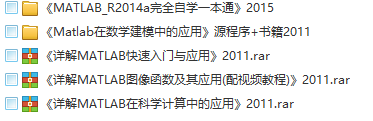 《MATLAB_R2014a完全自学一本通》2015
《Matlab在数学建模中的应用》源程序+书籍2011
《详解MATLAB快速入门与应用》2011.rar
《详解MATLAB图像函数及其应用(配视频教程)》2011.rar
《详解MATLAB在科学计算中的应用》2011.rar